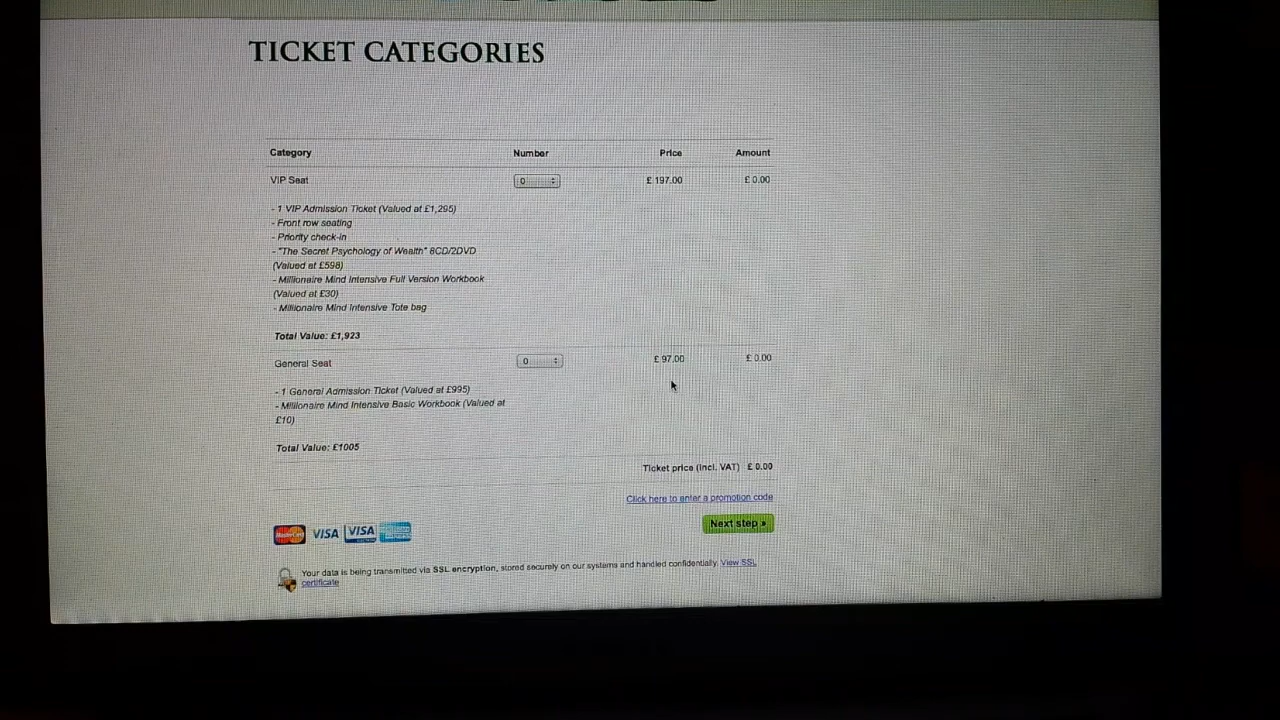 TICKET CATEGORIES
Category Number Price Amount
VIP Seat 0 £ 197.00 £ 0.00
- 1 VIP Admission Ticket (Valued at £1,295)
- Front row seating
- Priority check-in
- "The Secret Psychology of Wealth" 8CD/2DVD
(Valued at £598)
- Millionaire Mind Intensive Full Version Workbook
(Valued at £30)
- Millionaire Mind Intensive Tote bag
Total Value: £1,923
General Seat 0 £ 97.00 £ 0.00
- 1 General Admission Ticket (Valued at £995)
- Millionaire Mind Intensive Basic Workbook (Valued at
£10)
Total Value: £1005
Ticket price (incl. VAT) £ 0.00
Click here to enter a promotion code
Next step »
MasterCard VISA VISA
Your data is being transmitted via SSL encryption, stored securely on our systems and handled confidentially. View SSL
certificate